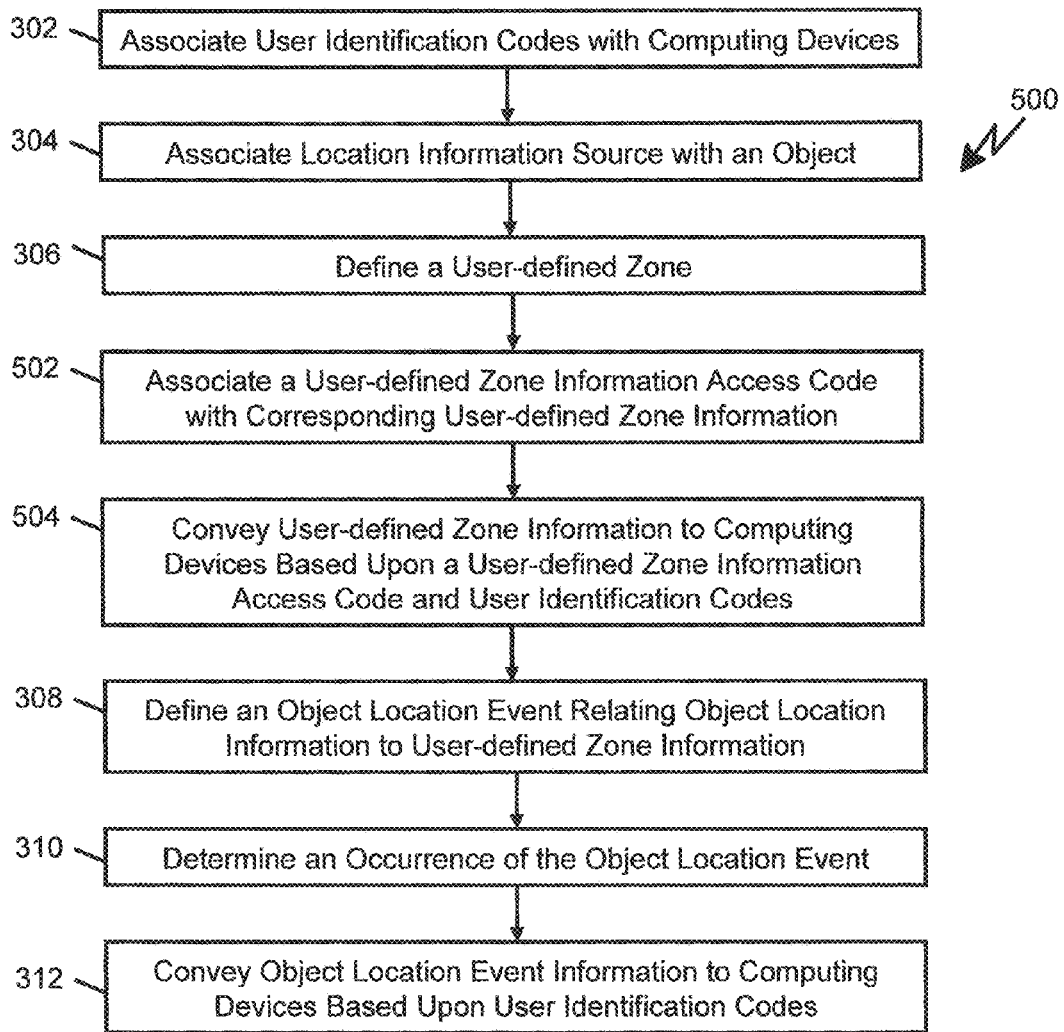 302
Associate User Identification Codes with Computing Devices
500
304
Associate Location Information Source with an Object
306
Define a User-defined Zone
502
Associate a User-defined Zone Information Access Code
with Corresponding User-defined Zone Information
504
Convey User-defined Zone Information to Computing
Devices Based Upon a User-defined Zone Information
Access Code and User Identification Codes
308
Define an Object Location Event Relating Object Location
Information to User-defined Zone Information
310
Determine an Occurrence of the Object Location Event
312
Convey Object Location Event Information to Computing
Devices Based Upon User Identification Codes